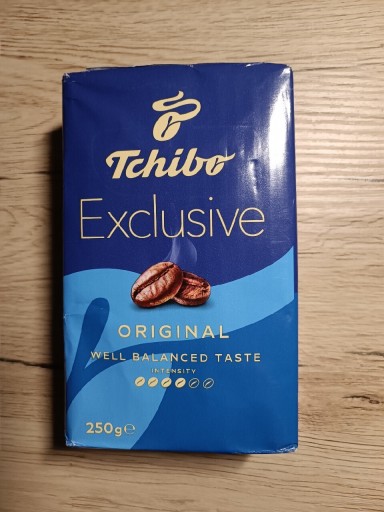 Tchibo
Exclusive
ORIGINAL
WELL BALANCED TASTE
INTENSITY
250g℮